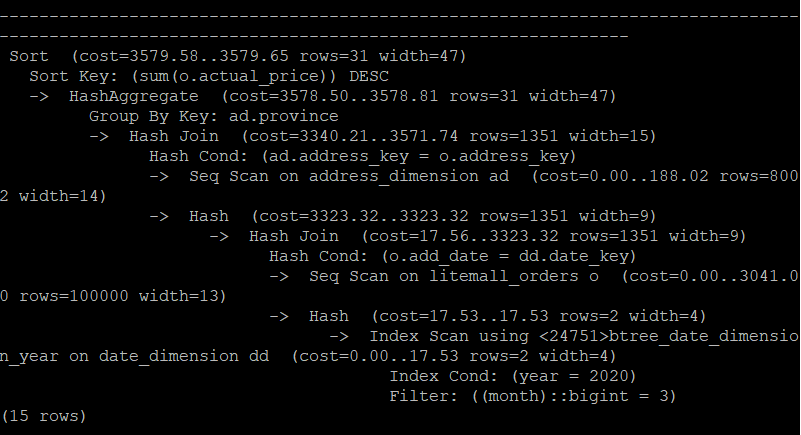 --------------------------------------------------------------------------------
---------------------------------------------------------------
 Sort  (cost=3579.58..3579.65 rows=31 width=47)
   Sort Key: (sum(o.actual_price)) DESC
   ->  HashAggregate  (cost=3578.50..3578.81 rows=31 width=47)
         Group By Key: ad.province
         ->  Hash Join  (cost=3340.21..3571.74 rows=1351 width=15)
               Hash Cond: (ad.address_key = o.address_key)
               ->  Seq Scan on address_dimension ad  (cost=0.00..188.02 rows=800
2 width=14)
               ->  Hash  (cost=3323.32..3323.32 rows=1351 width=9)
                     ->  Hash Join  (cost=17.56..3323.32 rows=1351 width=9)
                           Hash Cond: (o.add_date = dd.date_key)
                           ->  Seq Scan on litemall_orders o  (cost=0.00..3041.0
0 rows=100000 width=13)
                           ->  Hash  (cost=17.53..17.53 rows=2 width=4)
                                 ->  Index Scan using <24751>btree_date_dimensio
n_year on date_dimension dd  (cost=0.00..17.53 rows=2 width=4)
                                       Index Cond: (year = 2020)
                                       Filter: ((month)::bigint = 3)
(15 rows)